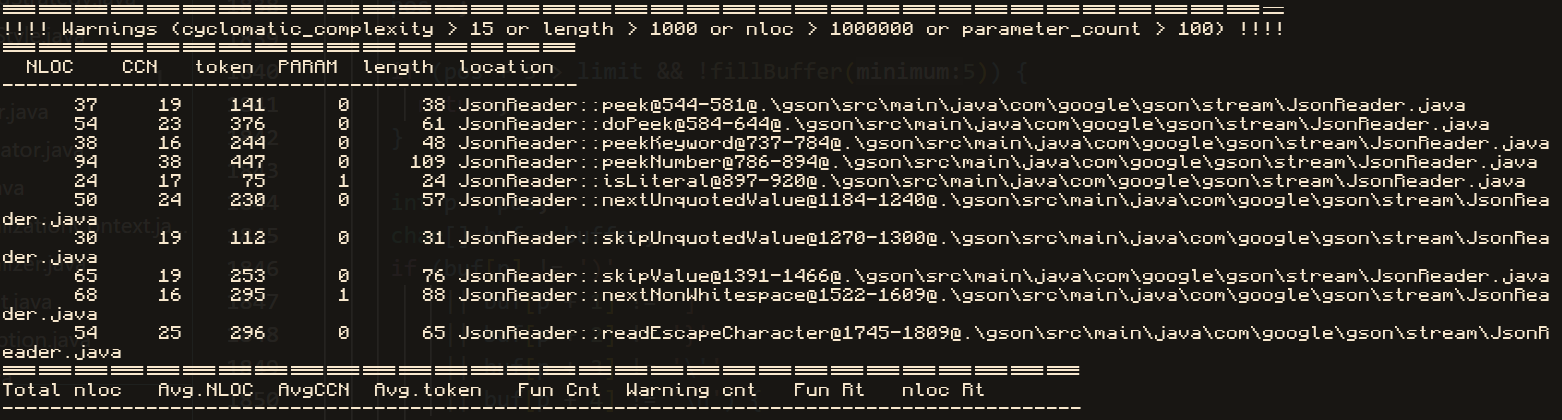 !!!! Warnings (cyclomatic_complexity > 15 or length > 1000 or nloc > 1000000 or parameter_count > 100) !!!!
NLOC CCN token PARAM length location
37 19 141 0 38 JsonReader::peek@544-581@.\gson\src\main\java\com\google\gson\stream\JsonReader.java
54 23 376 0 61 JsonReader::doPeek@584-644@.\gson\src\main\java\com\google\gson\stream\JsonReader.java
38 16 244 0 48 JsonReader::peekKeyword@737-784@.\gson\src\main\java\com\google\gson\stream\JsonReader.java
94 38 447 0 109 JsonReader::peekNumber@786-894@.\gson\src\main\java\com\google\gson\stream\JsonReader.java
24 17 75 1 24 JsonReader::isLiteral@897-920@.\gson\src\main\java\com\google\gson\stream\JsonReader.java
50 24 230 0 57 JsonReader::nextUnquotedValue@1184-1240@.\gson\src\main\java\com\google\gson\stream\JsonRea
der.java
30 19 112 0 31 JsonReader::skipUnquotedValue@1270-1300@.\gson\src\main\java\com\google\gson\stream\JsonRea
der.java
65 19 253 0 76 JsonReader::skipValue@1391-1466@.\gson\src\main\java\com\google\gson\stream\JsonReader.java
68 16 295 1 88 JsonReader::nextNonWhitespace@1522-1609@.\gson\src\main\java\com\google\gson\stream\JsonRea
der.java
54 25 296 0 65 JsonReader::readEscapeCharacter@1745-1809@.\gson\src\main\java\com\google\gson\stream\JsonR
eader.java
Total nloc Avg.NLOC AvgCCN Avg.token Fun Cnt Warning cnt Fun Rt nloc Rt